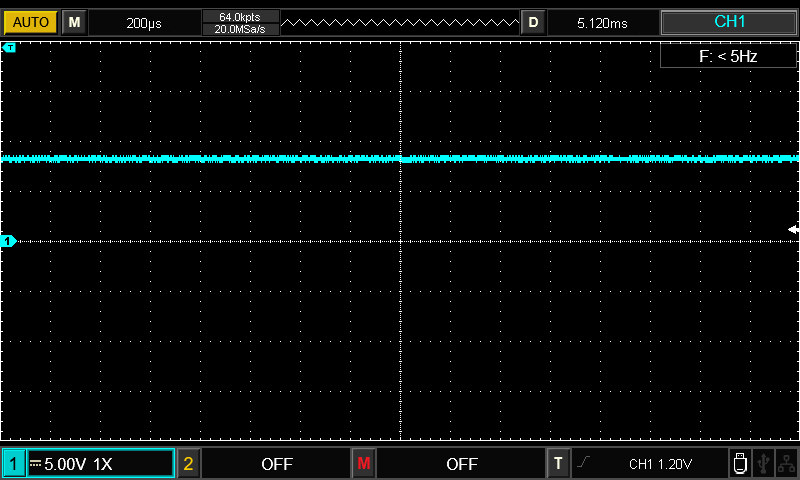 AUTO M 200μs 64.0kpts D 5.120ms CH1
20.0MSa/s
T
F: < 5Hz
1
1 5.00V 1X 2 OFF M OFF T CH1 1.20V